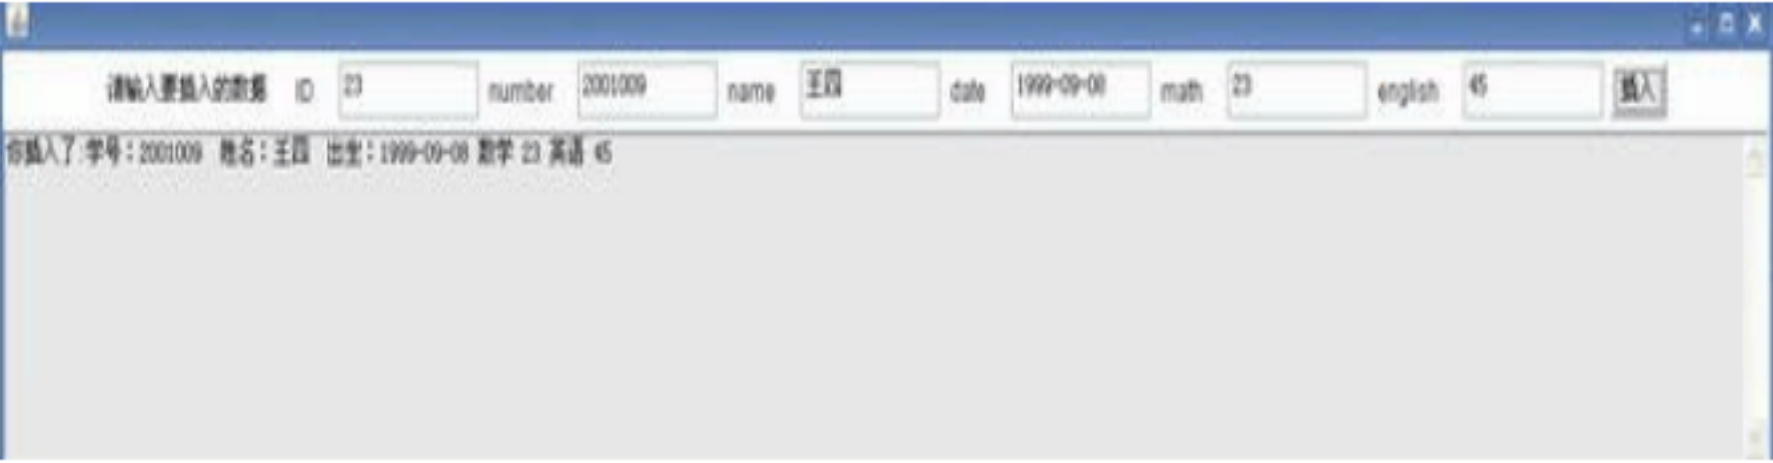 请输入要插入的数据 ID 23 number 2001009 name 王四 date 1999-09-08 math 23 english 45 插入
你插入了 学号：2001009 姓名：王四 出生：1999-09-08 数学 23 英语 45